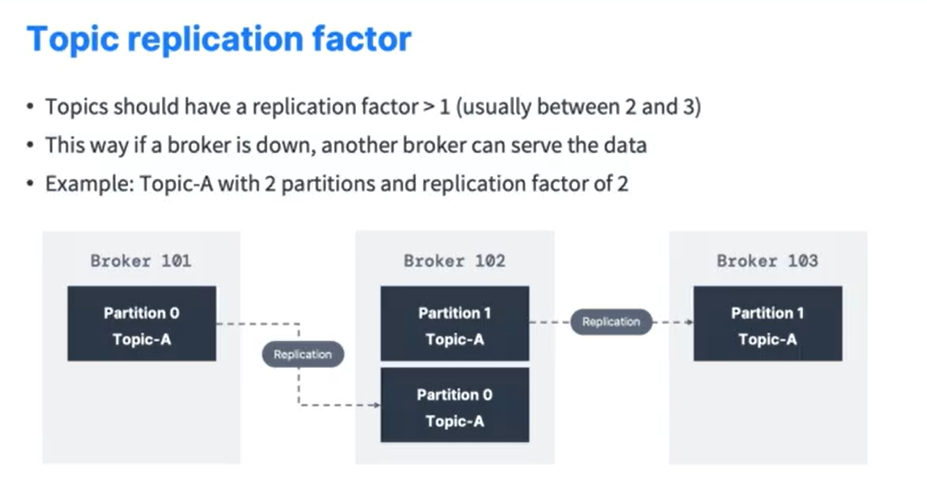 Topic replication factor
• Topics should have a replication factor > 1 (usually between 2 and 3)
• This way if a broker is down, another broker can serve the data
• Example: Topic-A with 2 partitions and replication factor of 2
Broker 101
Partition 0
Topic-A
Replication
Broker 102
Partition 1
Topic-A
Partition 0
Topic-A
Replication
Broker 103
Partition 1
Topic-A